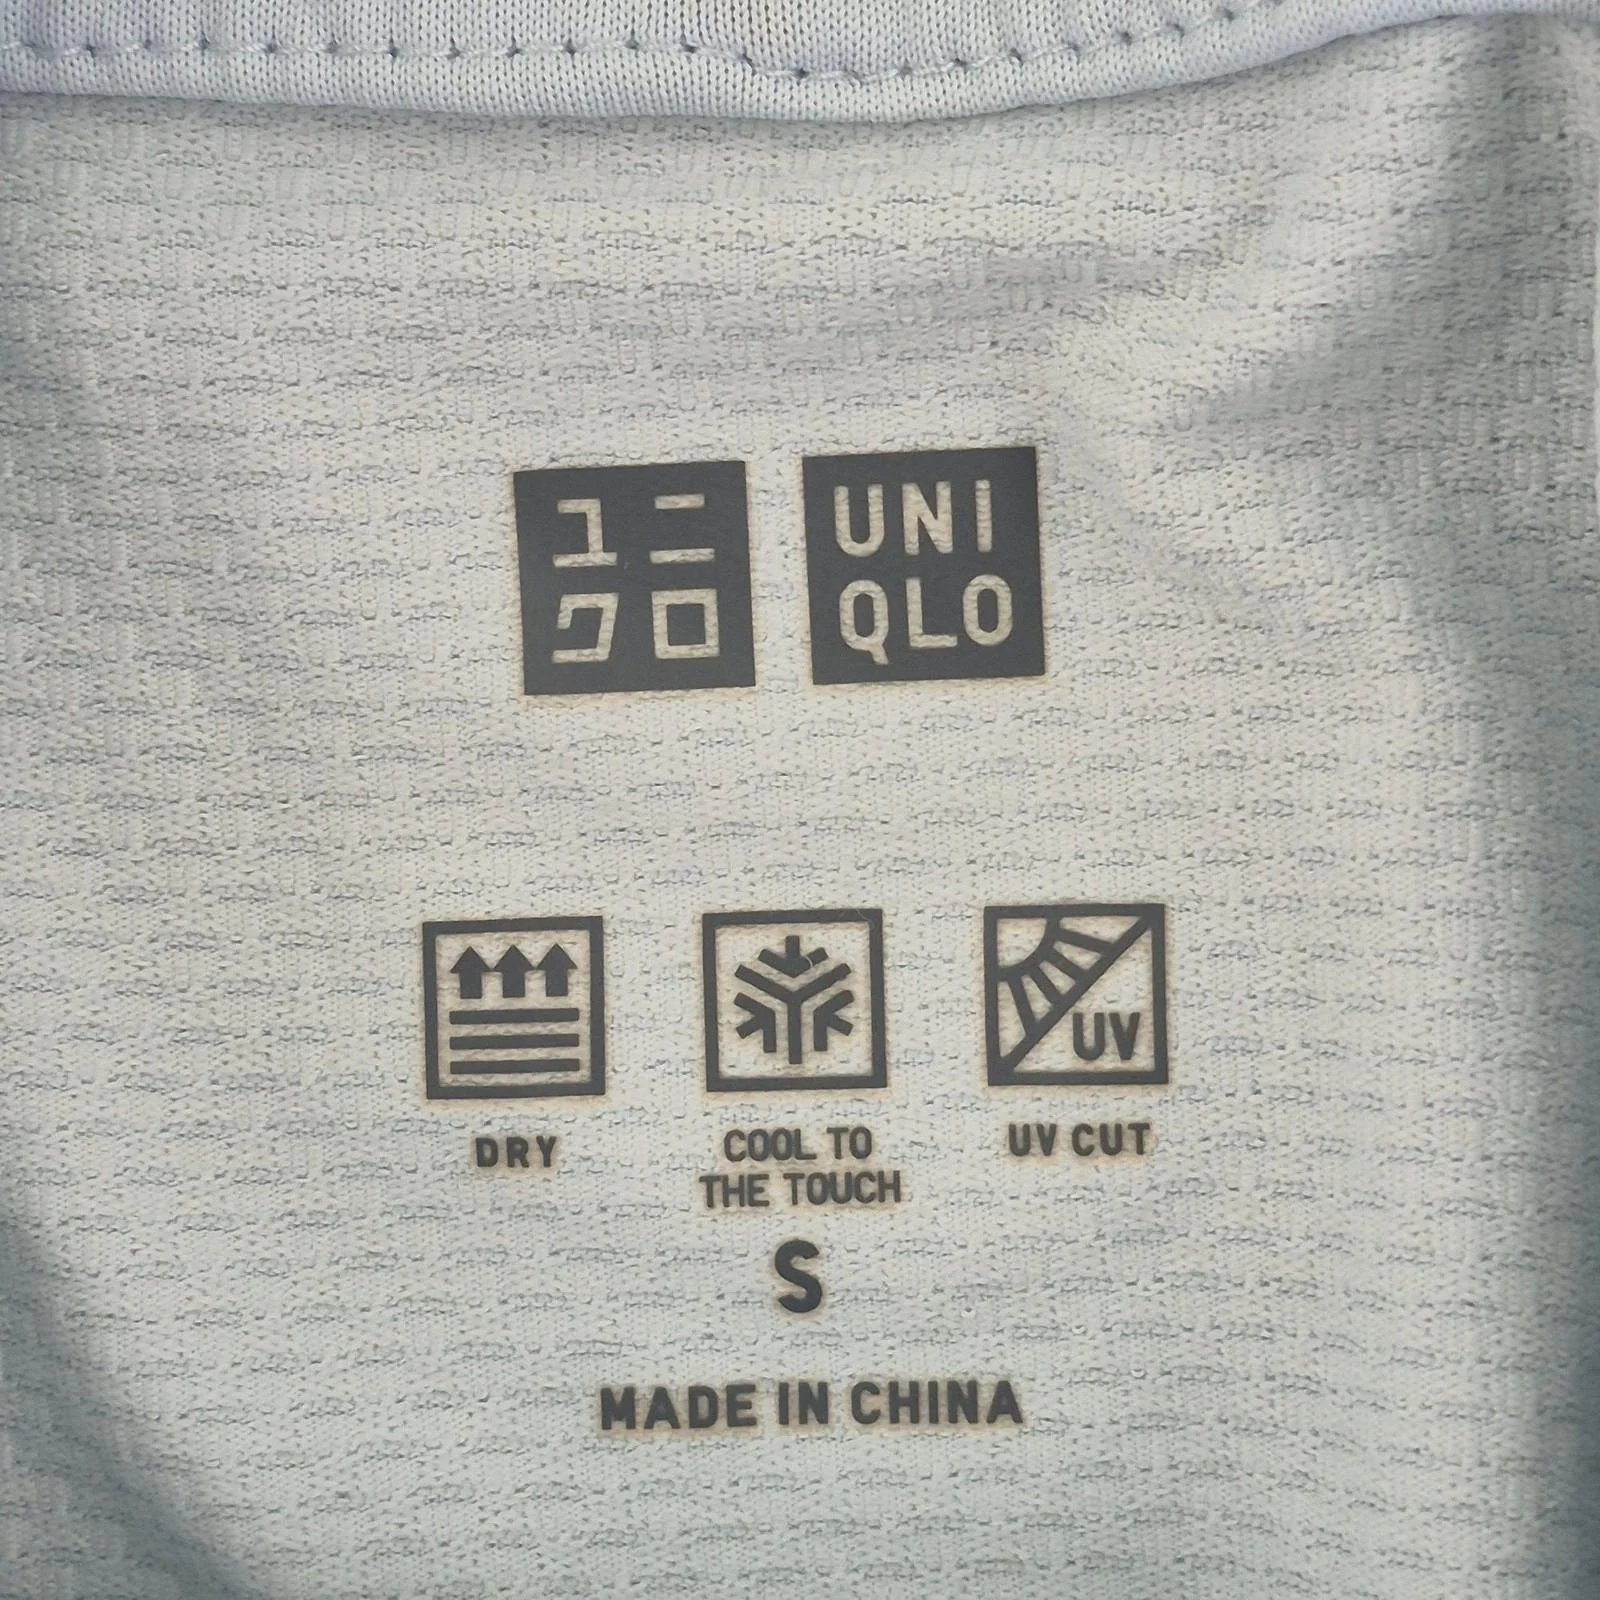 ユニ
クロ
UNI
QLO
UV
DRY
COOL TO
THE TOUCH
UV CUT
S
MADE IN CHINA